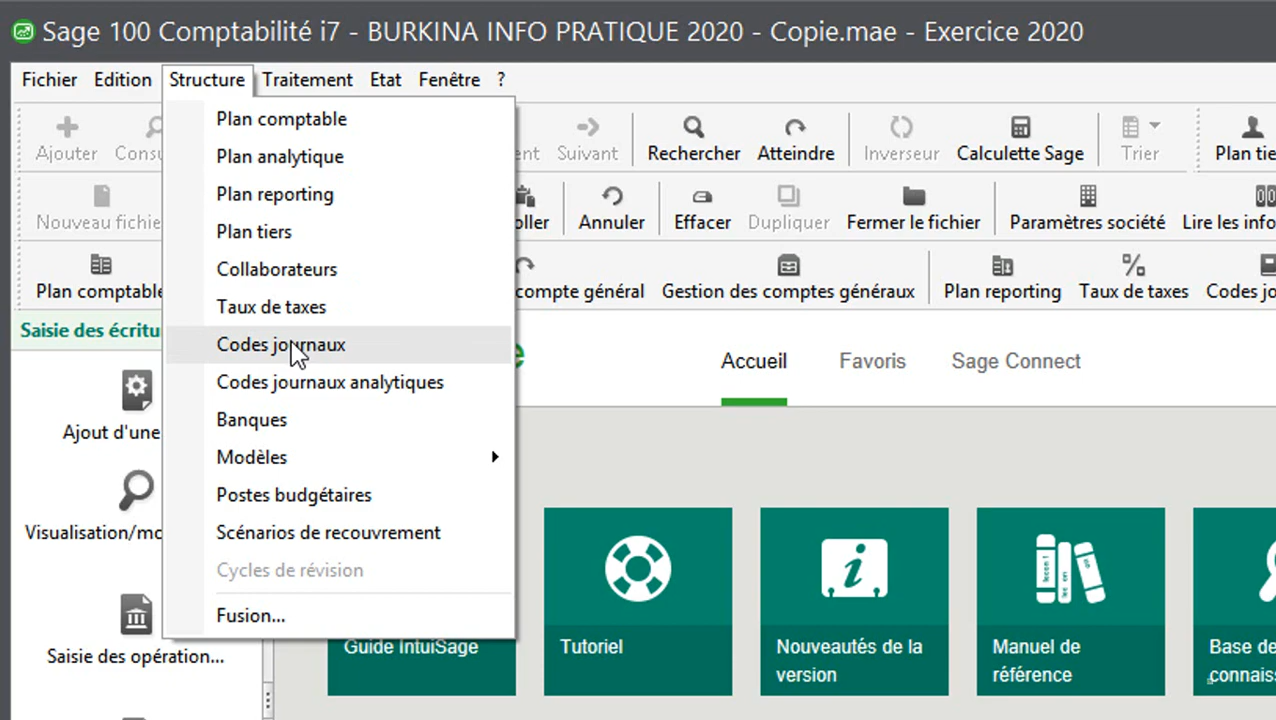 Sage 100 Comptabilité i7 - BURKINA INFO PRATIQUE 2020 - Copie.mae - Exercice 2020
Fichier Edition Structure Traitement Etat Fenêtre ?
Plan comptable
Plan analytique
Plan reporting
Plan tiers
Collaborateurs
Taux de taxes
Codes journaux
Codes journaux analytiques
Banques
Modèles
Postes budgétaires
Scénarios de recouvrement
Cycles de révision
Fusion...
Ajouter Consu ent Suivant Rechercher Atteindre Inverseur Calculette Sage Trier Plan tie
Nouveau fichie oller Annuler Effacer Dupliquer Fermer le fichier Paramètres société Lire les info
Plan comptable compte général Gestion des comptes généraux Plan reporting Taux de taxes Codes jo
Saisie des écritu
Ajout d'une
Visualisation/mo
Saisie des opération...
Accueil Favoris Sage Connect
Guide IntuiSage
Tutoriel
Nouveautés de la
version
Manuel de
référence
Base de
connaiss